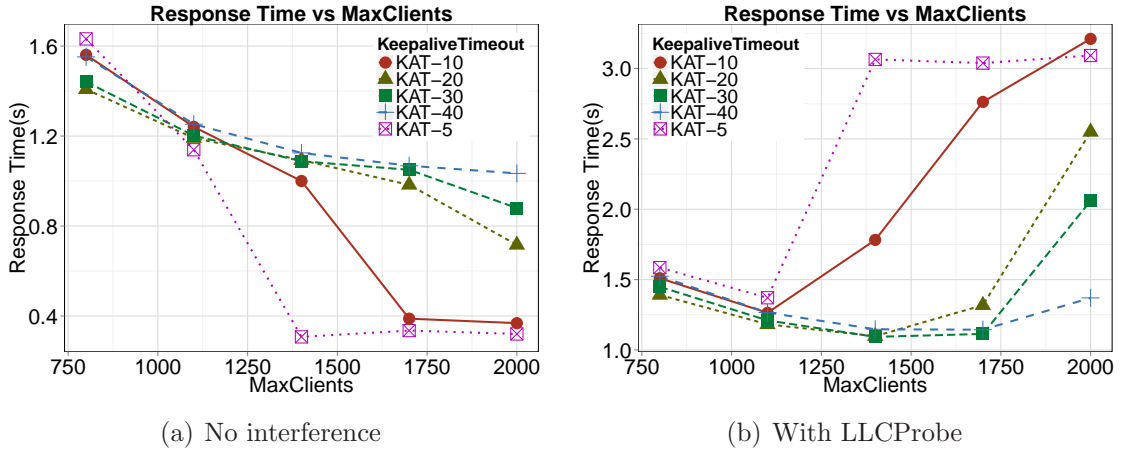 Response Time vs MaxClients
Response Time(s)
1.6
1.2
0.8
0.4
KeepaliveTimeout
KAT−10
KAT−20
KAT−30
KAT−40
KAT−5
750 1000 1250 1500 1750 2000
MaxClients
(a) No interference
Response Time vs MaxClients
Response Time(s)
3.0
2.5
2.0
1.5
1.0
KeepaliveTimeout
KAT−10
KAT−20
KAT−30
KAT−40
KAT−5
750 1000 1250 1500 1750 2000
MaxClients
(b) With LLCProbe